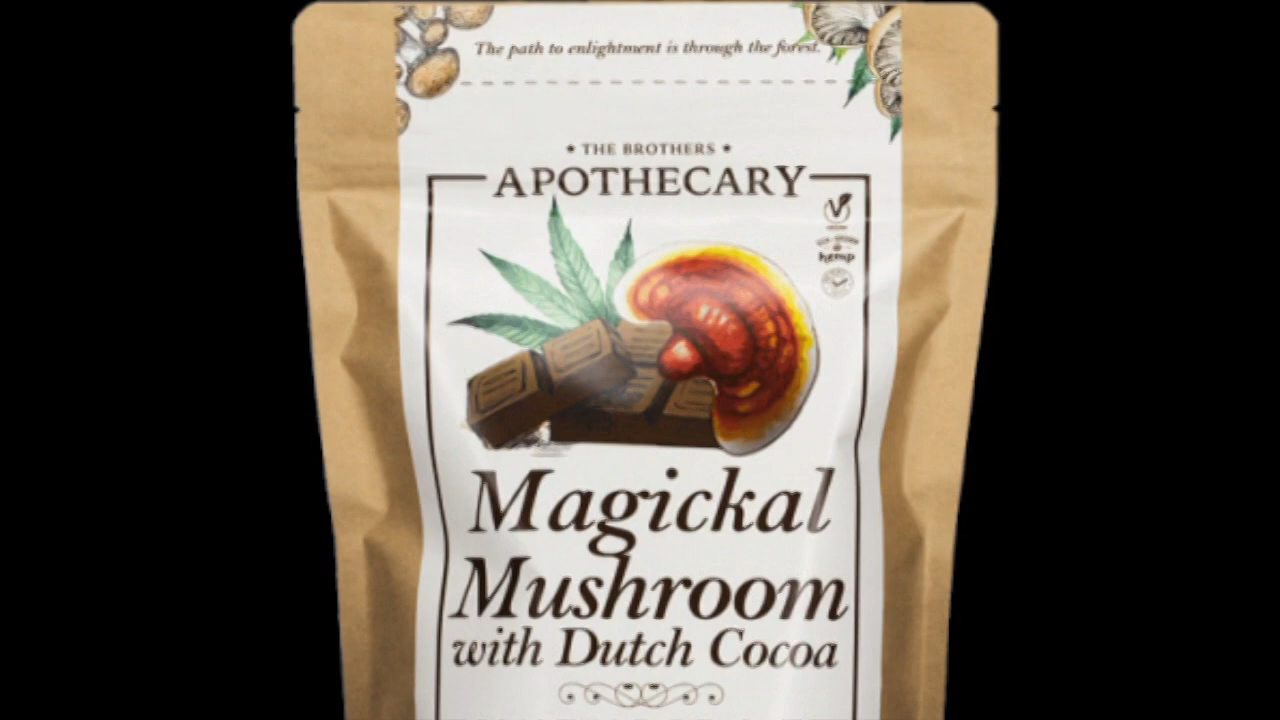 The path to enlightment is through the forest.
• THE BROTHERS •
APOTHECARY
hemp
Magickal
Mushroom
with Dutch Cocoa